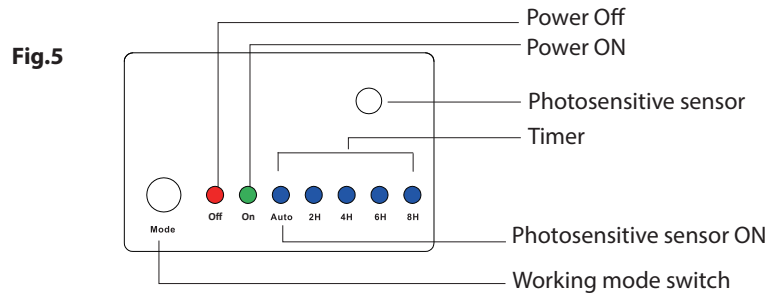 Power Off
Fig.5
Power ON
Photosensitive sensor
Timer
Off On Auto 2H 4H 6H 8H
Mode
Photosensitive sensor ON
Working mode switch